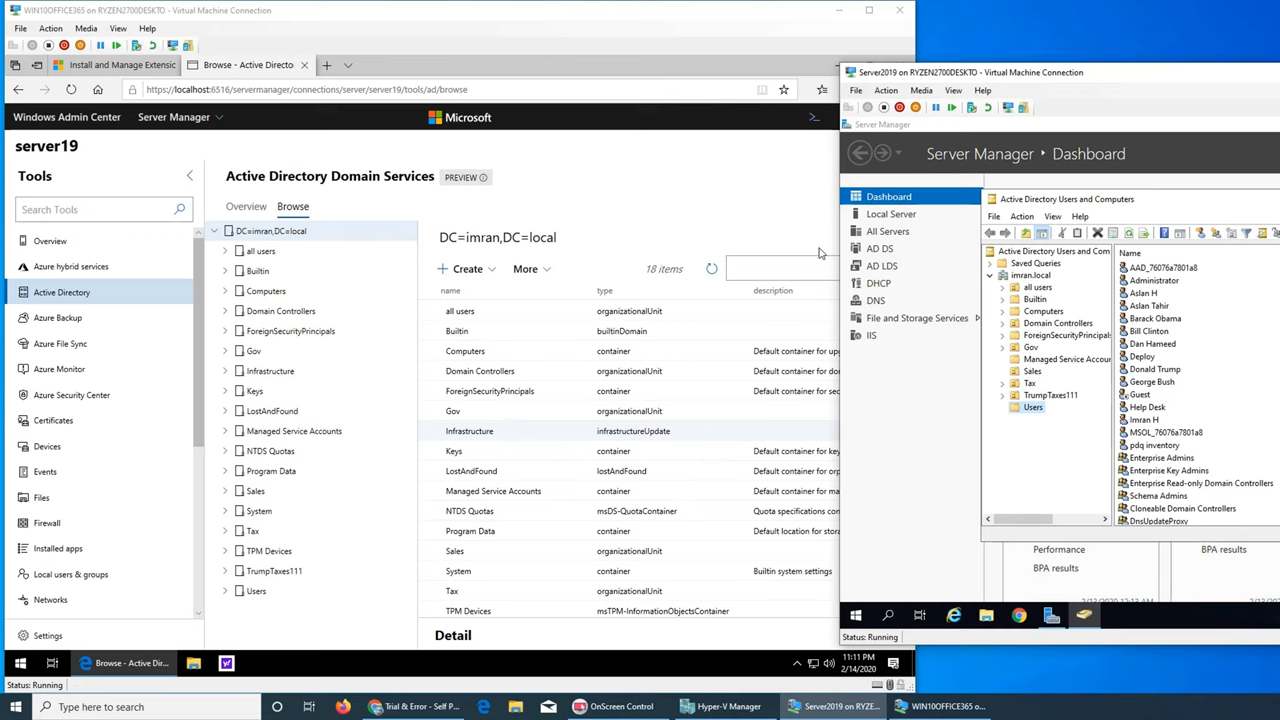 WIN10OFFICE365 on RYZEN2700DESKTO - Virtual Machine Connection
File Action Media View Help
Install and Manage Extensic
Browse - Active Directo
https://localhost:6516/servermanager/connections/server/server19/tools/ad/browse
Windows Admin Center
Server Manager
Microsoft
server19
Tools
Search Tools
Overview
Azure hybrid services
Active Directory
Azure Backup
Azure File Sync
Azure Monitor
Azure Security Center
Certificates
Devices
Events
Files
Firewall
Installed apps
Local users & groups
Networks
Settings
Active Directory Domain Services
PREVIEW
Overview Browse
DC=imran,DC=local
all users
Builtin
Computers
Domain Controllers
ForeignSecurityPrincipals
Gov
Infrastructure
Keys
LostAndFound
Managed Service Accounts
NTDS Quotas
Program Data
Sales
System
Tax
TPM Devices
TrumpTaxes111
Users
DC=imran,DC=local
Create More 18 items
name type description
all users organizationalUnit
Builtin builtinDomain
Computers container Default container for upg
Domain Controllers organizationalUnit Default container for dor
ForeignSecurityPrincipals container Default container for sec
Gov organizationalUnit
Infrastructure infrastructureUpdate
Keys container Default container for key
LostAndFound lostAndFound Default container for orp
Managed Service Accounts container Default container for ma
NTDS Quotas msDS-QuotaContainer Quota specifications con
Program Data container Default location for stora
Sales organizationalUnit
System container Builtin system settings
Tax organizationalUnit
TPM Devices msTPM-InformationObjectsContainer
Detail
Browse - Active Dir...
11:11 PM
2/14/2020
Status: Running
Server2019 on RYZEN2700DESKTO - Virtual Machine Connection
File Action Media View Help
Server Manager
Server Manager • Dashboard
Dashboard
Local Server
All Servers
AD DS
AD LDS
DHCP
DNS
File and Storage Services
IIS
Active Directory Users and Computers
File Action View Help
Active Directory Users and Com
Saved Queries
imran.local
all users
Builtin
Computers
Domain Controllers
ForeignSecurityPrincipals
Gov
Managed Service Accour
Sales
Tax
TrumpTaxes111
Users
Name
AAD_76076a7801a8
Administrator
Aslan H
Aslan Tahir
Barack Obama
Bill Clinton
Dan Hameed
Deploy
Donald Trump
George Bush
Guest
Help Desk
Imran H
MSOL_76076a7801a8
pdq inventory
Enterprise Admins
Enterprise Key Admins
Enterprise Read-only Domain Controllers
Schema Admins
Cloneable Domain Controllers
DnsUpdateProxy
Performance
BPA results
BPA results
Status: Running
Type here to search
Trial & Error - Self P...
OnScreen Control
Hyper-V Manager
Server2019 on RYZE...
WIN10OFFICE365 o...